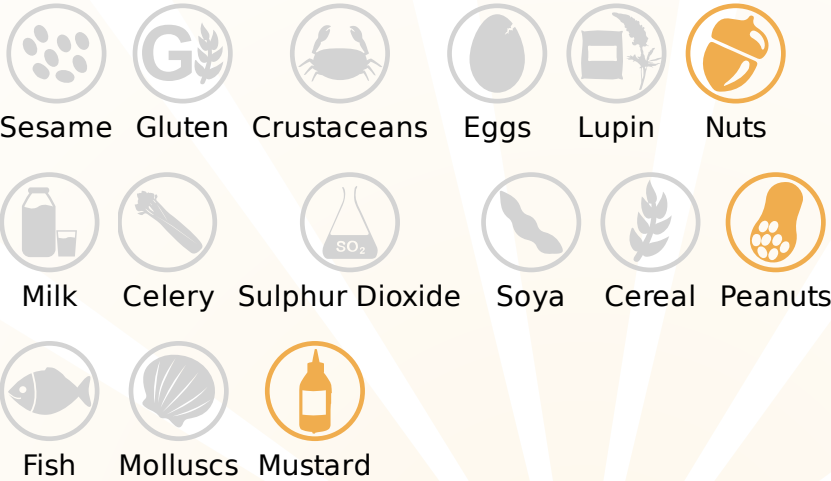 G
Sesame Gluten Crustaceans Eggs Lupin Nuts
SO₂
Milk Celery Sulphur Dioxide Soya Cereal Peanuts
Fish Molluscs Mustard